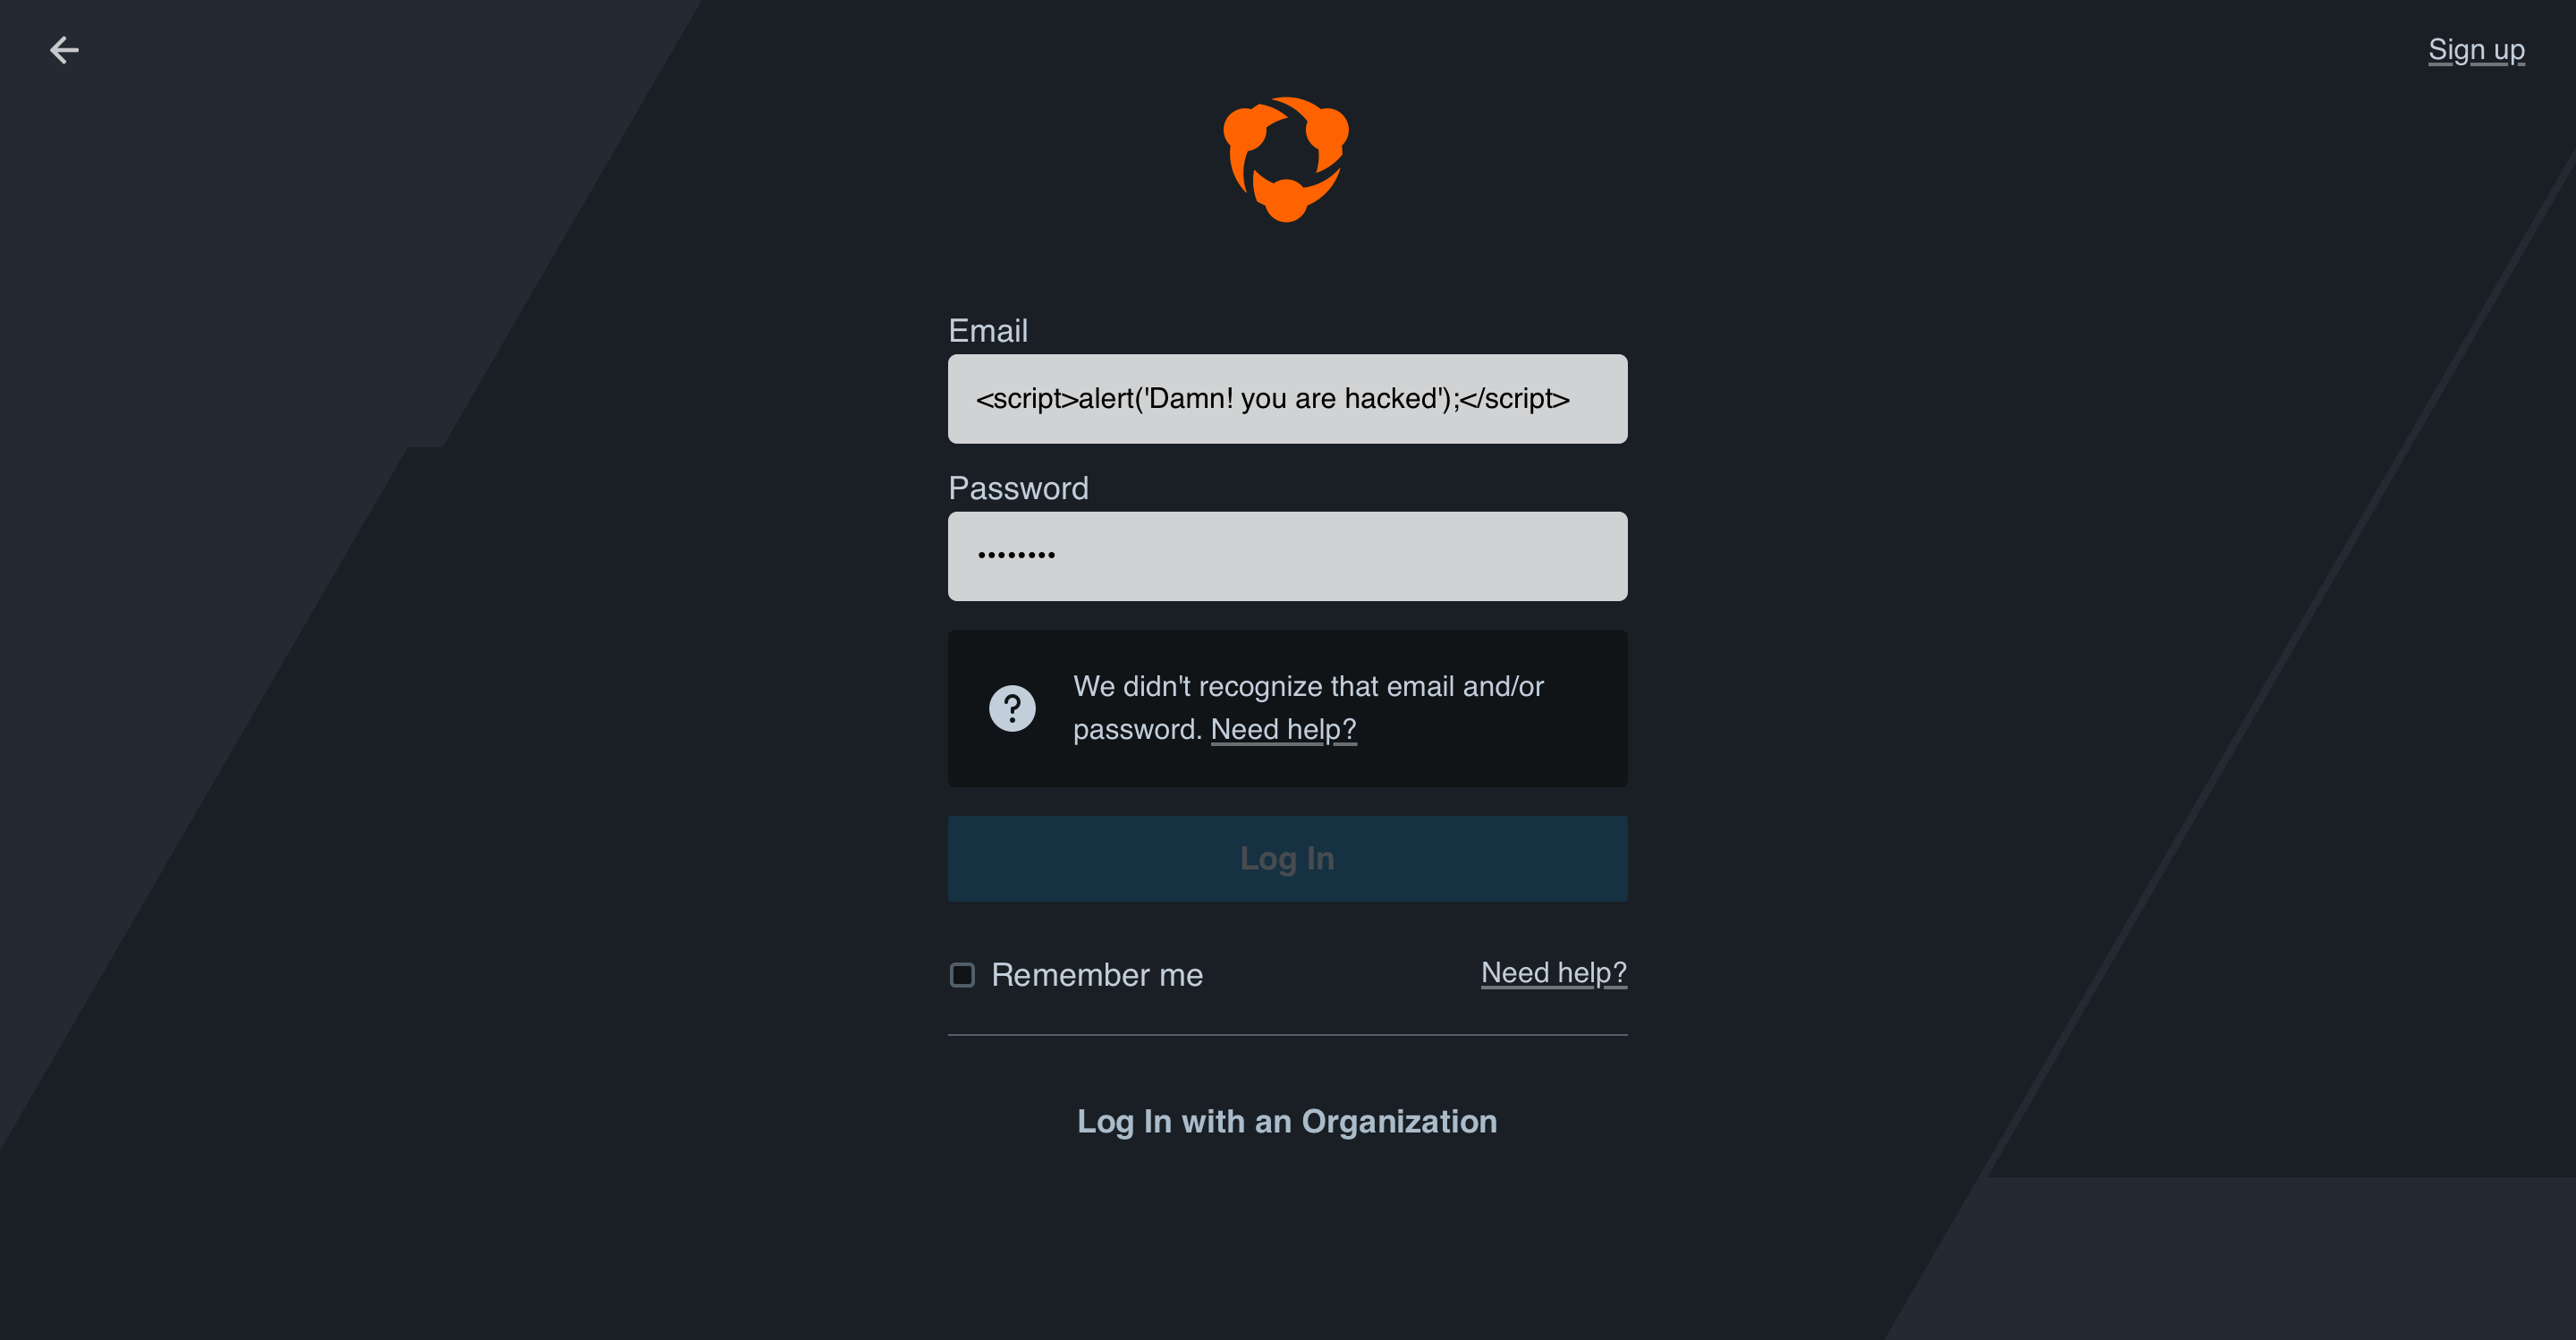 Sign up
Email
<script>alert('Damn! you are hacked');</script>
Password
••••••••
We didn't recognize that email and/or
password. Need help?
Log In
Remember me
Need help?
Log In with an Organization